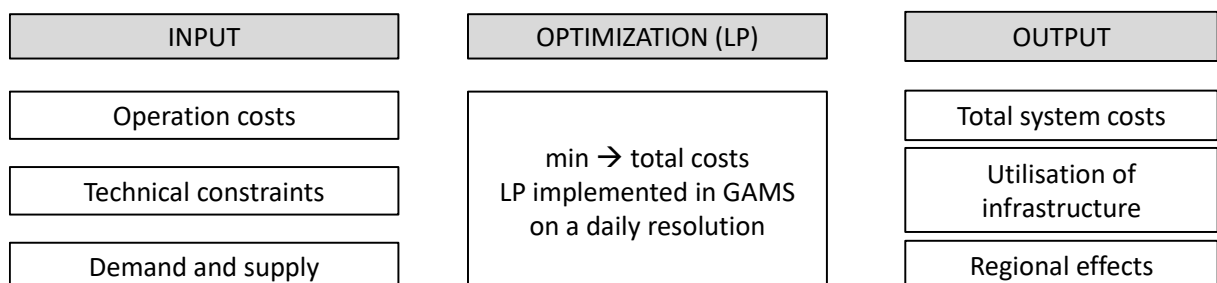 INPUT
Operation costs
Technical constraints
Demand and supply
OPTIMIZATION (LP)
min → total costs
LP implemented in GAMS
on a daily resolution
OUTPUT
Total system costs
Utilisation of
infrastructure
Regional effects